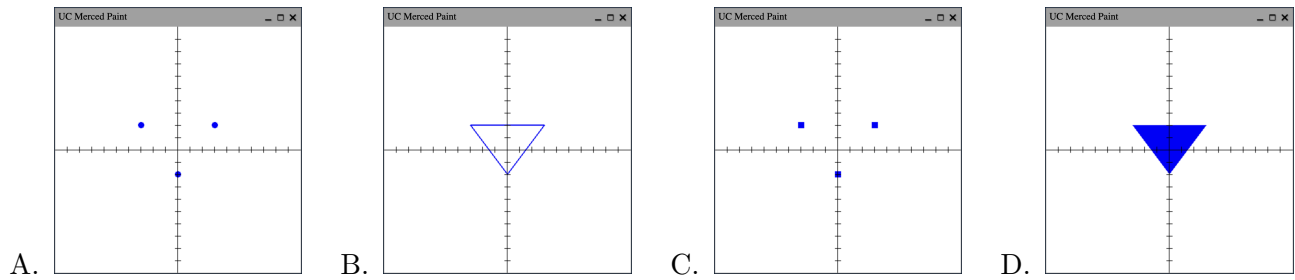 UC Merced Paint
UC Merced Paint
UC Merced Paint
UC Merced Paint
A.
B.
C.
D.